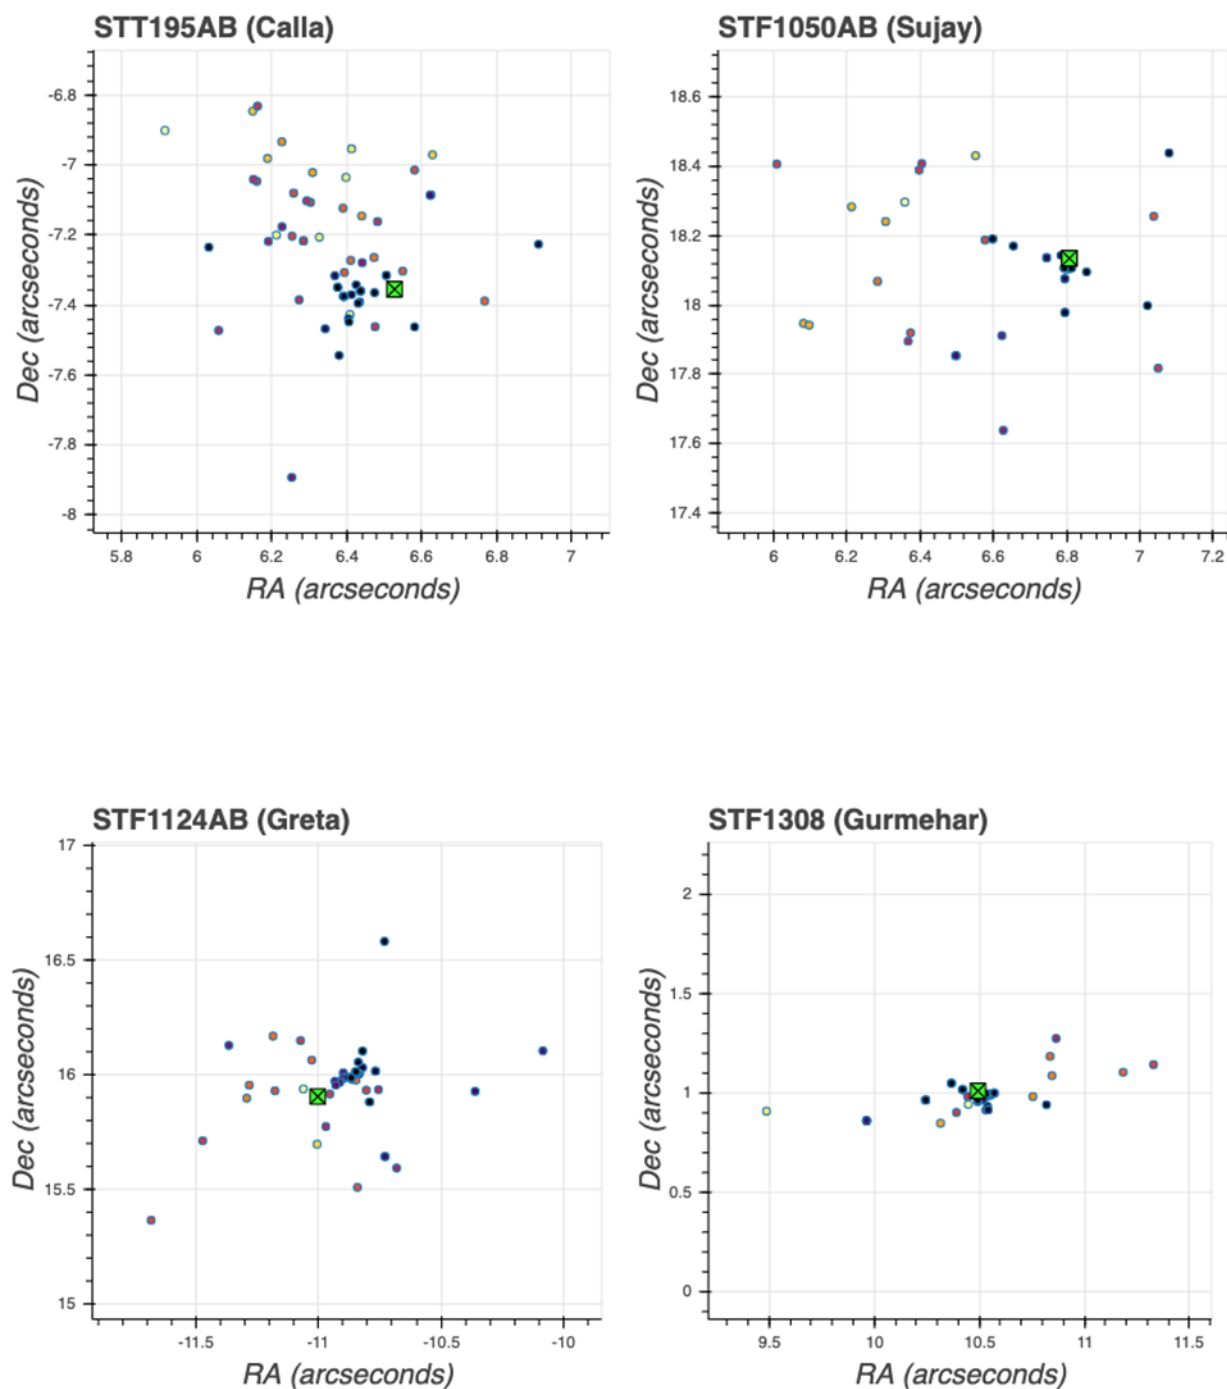 STT195AB (Calla)
-6.8
-7
-7.2
-7.4
-7.6
-7.8
-8
Dec (arcseconds)
5.8 6 6.2 6.4 6.6 6.8 7
RA (arcseconds)
STF1050AB (Sujay)
18.6
18.4
18.2
18
17.8
17.6
17.4
Dec (arcseconds)
6 6.2 6.4 6.6 6.8 7 7.2
RA (arcseconds)
STF1124AB (Greta)
17
16.5
16
15.5
15
Dec (arcseconds)
-11.5 -11 -10.5 -10
RA (arcseconds)
STF1308 (Gurmehar)
2
1.5
1
0.5
0
Dec (arcseconds)
9.5 10 10.5 11 11.5
RA (arcseconds)